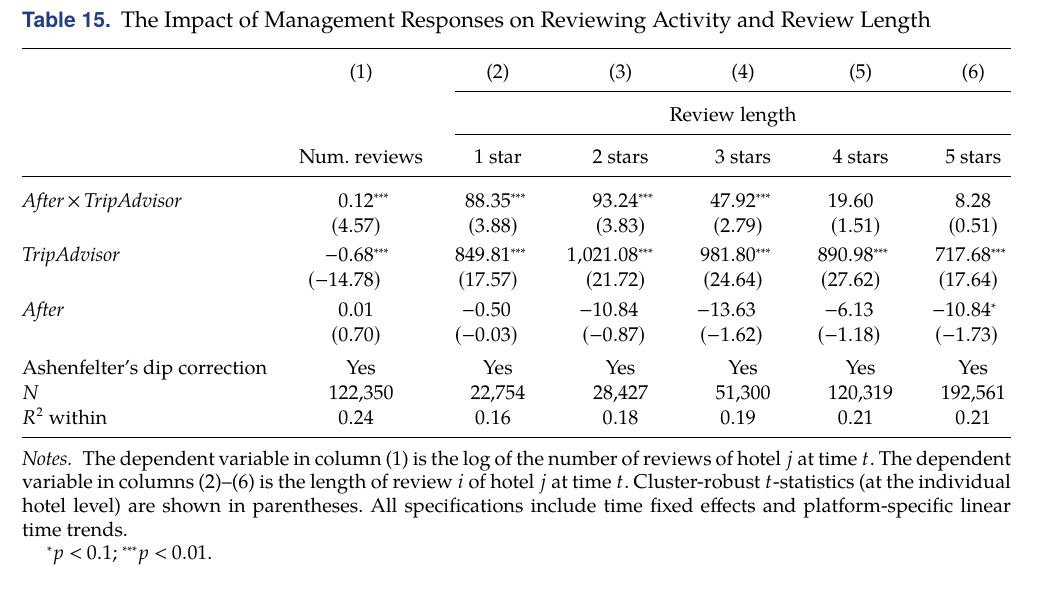 Table 15. The Impact of Management Responses on Reviewing Activity and Review Length
(1) (2) (3) (4) (5) (6)
Review length
Num. reviews 1 star 2 stars 3 stars 4 stars 5 stars
After × TripAdvisor 0.12*** 88.35*** 93.24*** 47.92*** 19.60 8.28
(4.57) (3.88) (3.83) (2.79) (1.51) (0.51)
TripAdvisor −0.68*** 849.81*** 1,021.08*** 981.80*** 890.98*** 717.68***
(−14.78) (17.57) (21.72) (24.64) (27.62) (17.64)
After 0.01 −0.50 −10.84 −13.63 −6.13 −10.84*
(0.70) (−0.03) (−0.87) (−1.62) (−1.18) (−1.73)
Ashenfelter's dip correction Yes Yes Yes Yes Yes Yes
N 122,350 22,754 28,427 51,300 120,319 192,561
R² within 0.24 0.16 0.18 0.19 0.21 0.21
Notes. The dependent variable in column (1) is the log of the number of reviews of hotel j at time t. The dependent
variable in columns (2)–(6) is the length of review i of hotel j at time t. Cluster-robust t-statistics (at the individual
hotel level) are shown in parentheses. All specifications include time fixed effects and platform-specific linear
time trends.
*p < 0.1; ***p < 0.01.